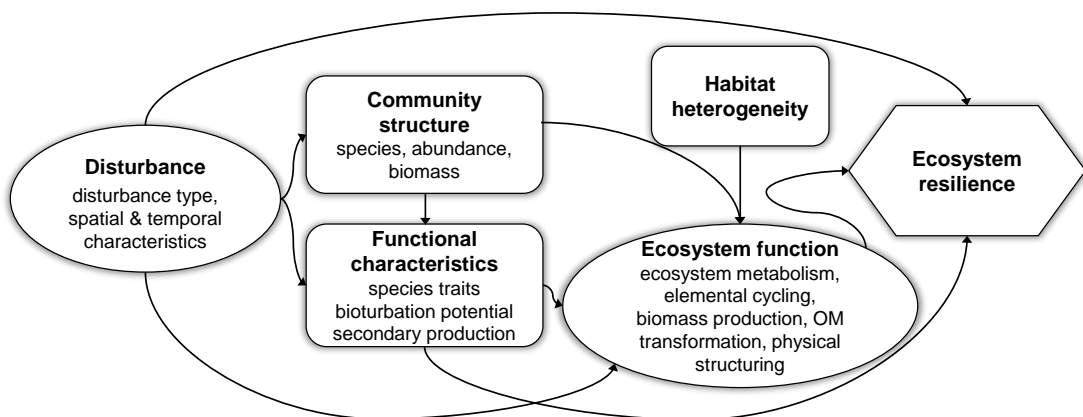 Disturbance
disturbance type,
spatial & temporal
characteristics
Community
structure
species, abundance,
biomass
Functional
characteristics
species traits
bioturbation potential
secondary production
Habitat
heterogeneity
Ecosystem function
ecosystem metabolism,
elemental cycling,
biomass production, OM
transformation, physical
structuring
Ecosystem
resilience